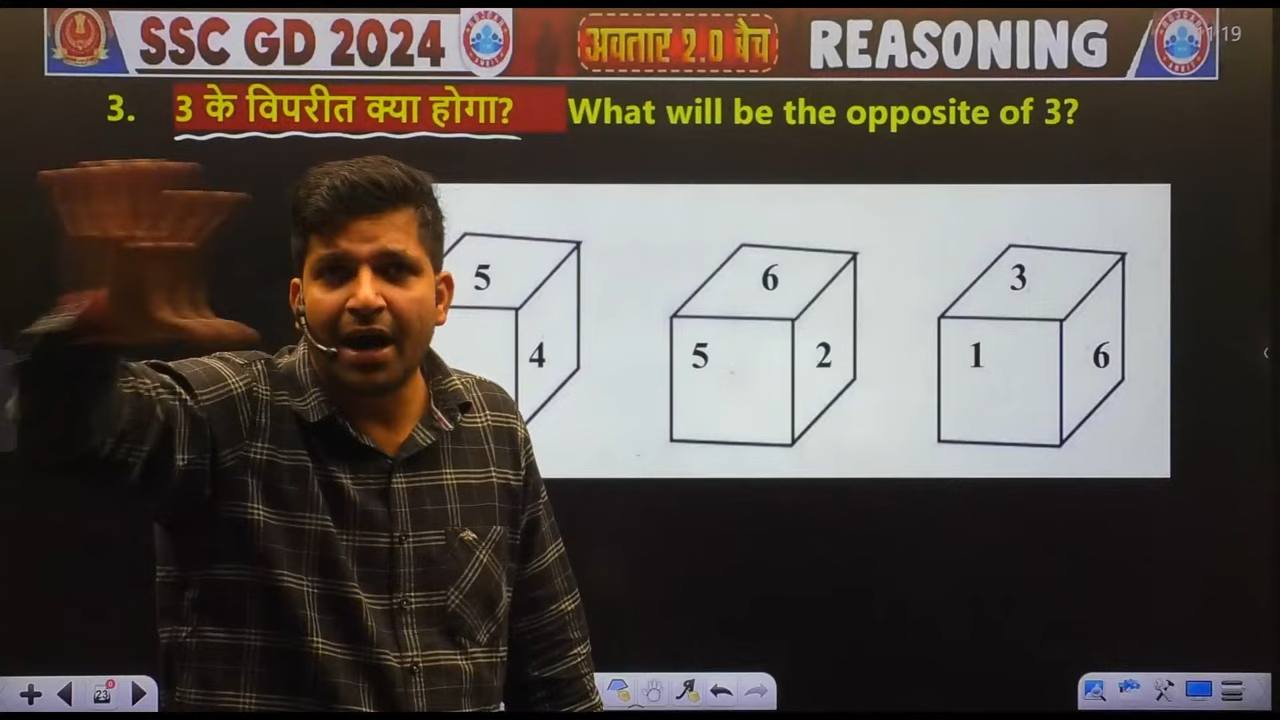 SSC GD 2024
अवतार 2.0 बैच
REASONING
3. 3 के विपरीत क्या होगा? What will be the opposite of 3?
5
4
6
5
2
3
1
6
23